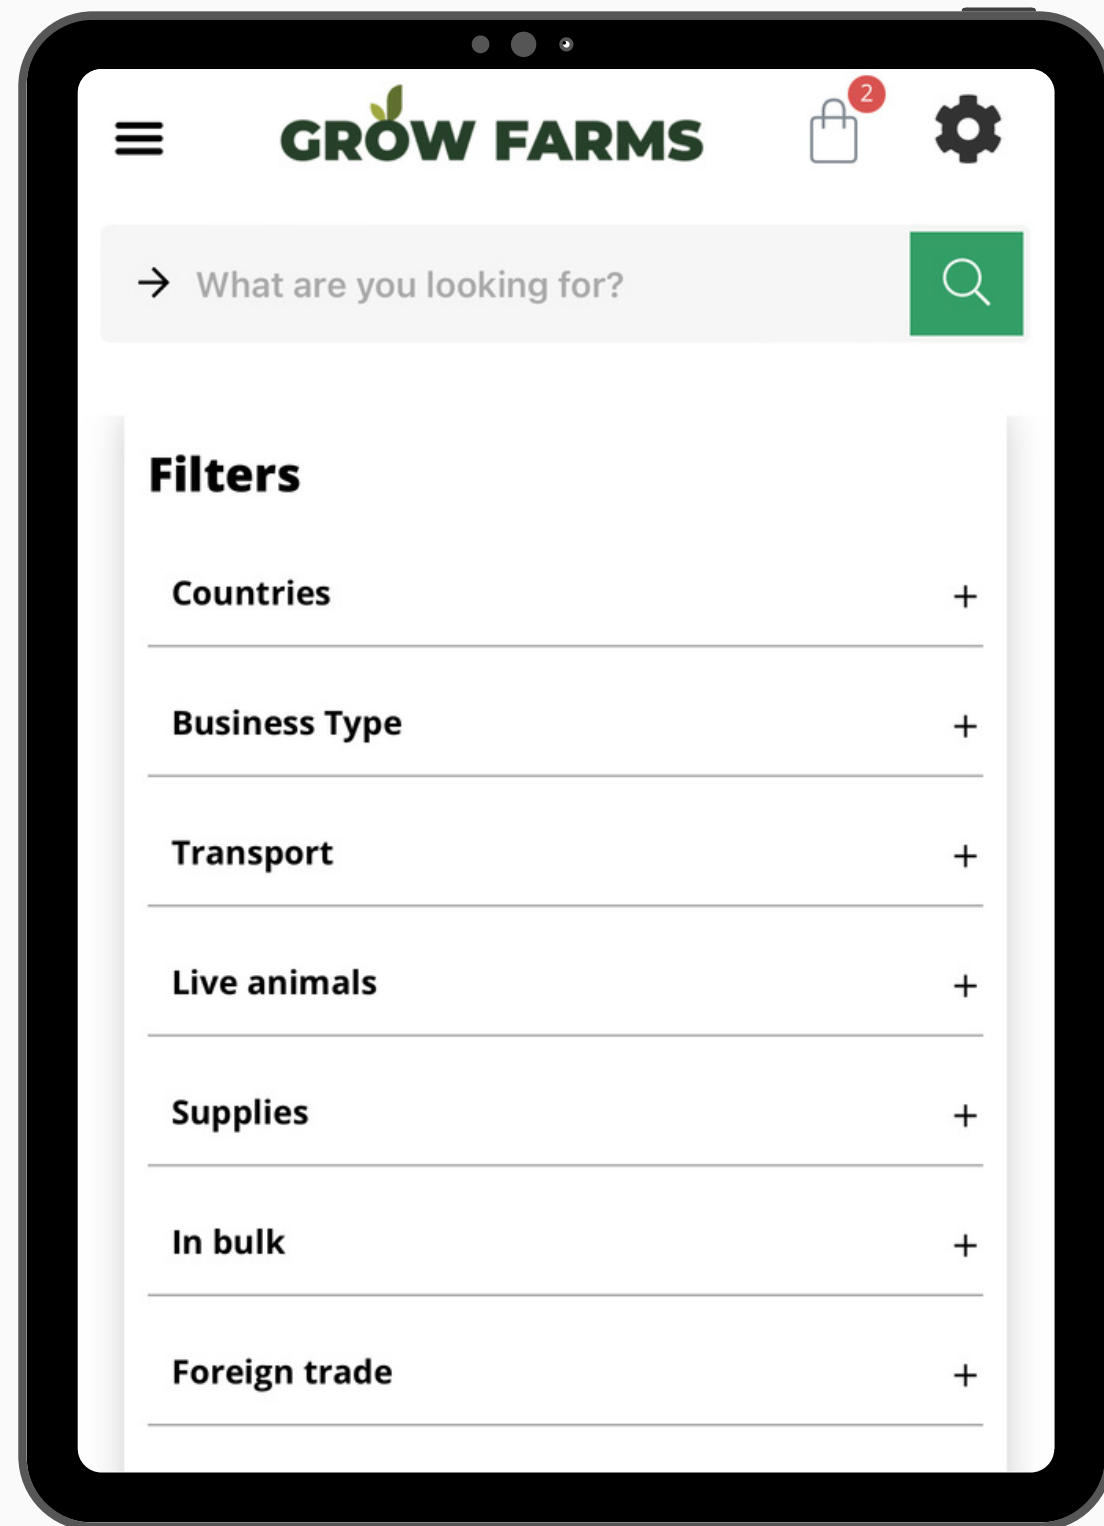 GROW FARMS
2
What are you looking for?
Filters
Countries
Business Type
Transport
Live animals
Supplies
In bulk
Foreign trade